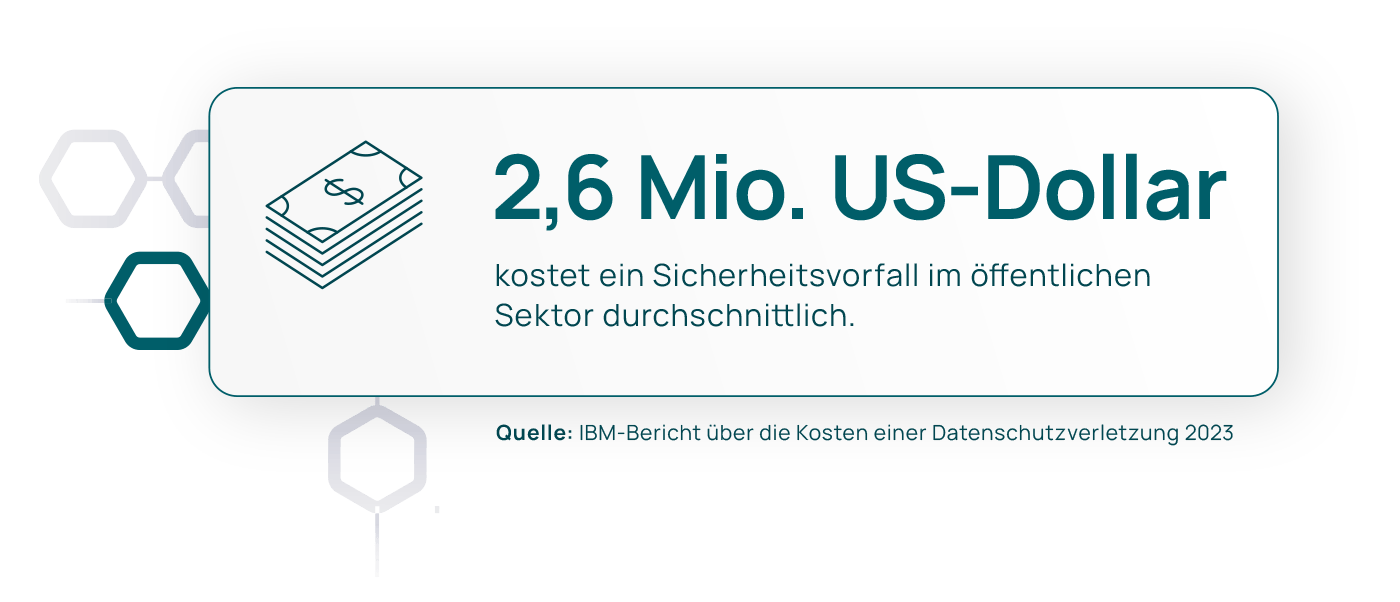 2,6 Mio. US-Dollar
kostet ein Sicherheitsvorfall im öffentlichen
Sektor durchschnittlich.
Quelle: IBM-Bericht über die Kosten einer Datenschutzverletzung 2023